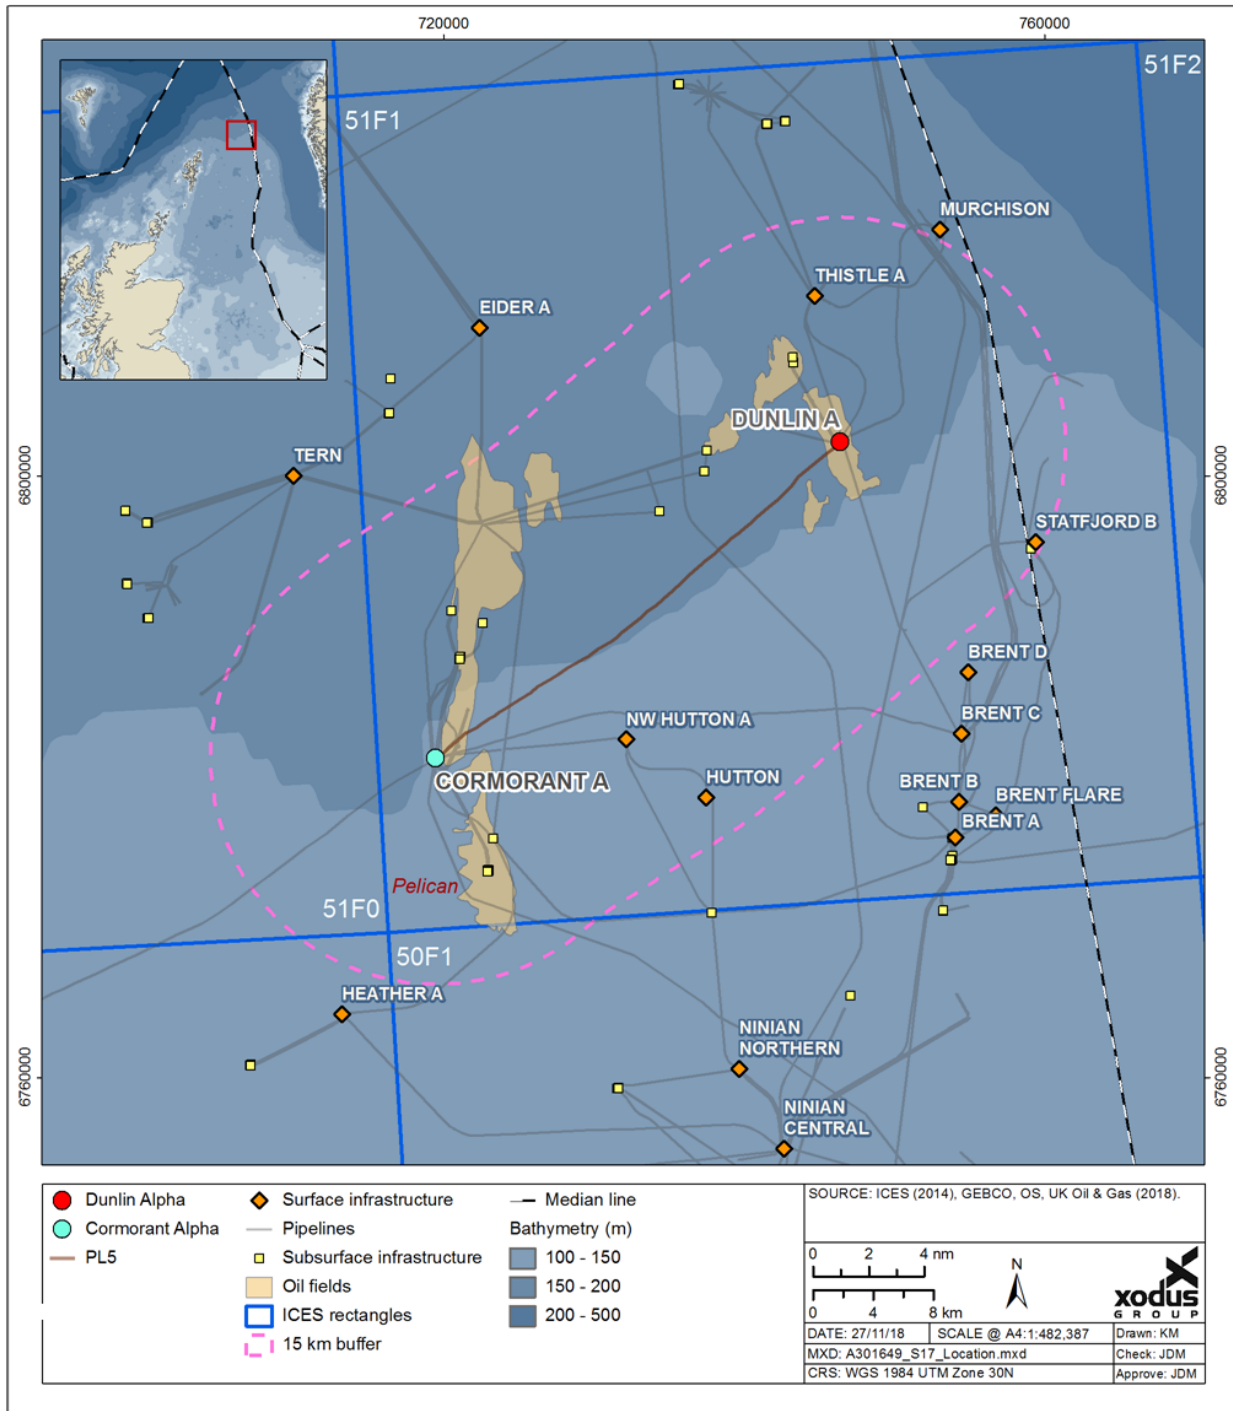 720000
760000
51F2
51F1
MURCHISON
THISTLE A
EIDER A
DUNLIN A
TERN
6800000
6800000
STATFJORD B
BRENT D
NW HUTTON A
BRENT C
CORMORANT A
HUTTON
BRENT B
BRENT FLARE
BRENT A
Pelican
51F0
50F1
HEATHER A
NINIAN
NORTHERN
6760000
6760000
NINIAN
CENTRAL
Dunlin Alpha
Cormorant Alpha
PL5
Surface infrastructure
Pipelines
Subsurface infrastructure
Oil fields
ICES rectangles
15 km buffer
Median line
Bathymetry (m)
100 - 150
150 - 200
200 - 500
SOURCE: ICES (2014), GEBCO, OS, UK Oil & Gas (2018).
0 2 4 nm
0 4 8 km
N
xodus
GROUP
DATE: 27/11/18
SCALE @ A4:1:482,387
Drawn: KM
MXD: A301649_S17_Location.mxd
Check: JDM
CRS: WGS 1984 UTM Zone 30N
Approve: JDM